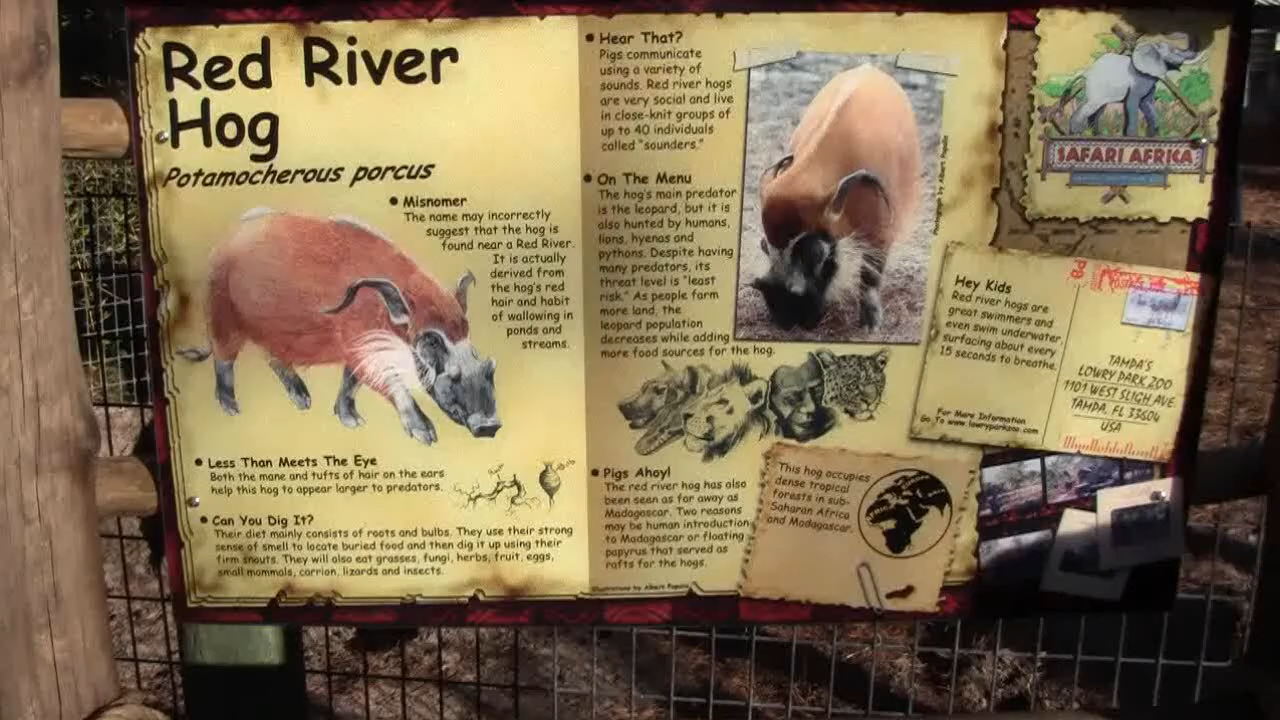 Red River
Hog
Potamocherous porcus
• Misnomer
The name may incorrectly
suggest that the hog is
found near a Red River.
It is actually
derived from
the hog's red
hair and habit
of wallowing in
ponds and
streams.
• Less Than Meets The Eye
Both the mane and tufts of hair on the ears
help this hog to appear larger to predators.
• Can You Dig It?
Their diet mainly consists of roots and bulbs. They use their strong
sense of smell to locate buried food and then dig it up using their
firm snouts. They will also eat grasses, fungi, herbs, fruit, eggs,
small mammals, carrion, lizards and insects.
• Hear That?
Pigs communicate
using a variety of
sounds. Red river hogs
are very social and live
in close-knit groups of
up to 40 individuals
called "sounders."
• On The Menu
The hog's main predator
is the leopard, but it is
also hunted by humans,
lions, hyenas and
pythons. Despite having
many predators, its
threat level is "least
risk." As people farm
more land, the
leopard population
decreases while adding
more food sources for the hog.
• Pigs Ahoy!
The red river hog has also
been seen as far away as
Madagascar. Two reasons
may be human introduction
to Madagascar or floating
papyrus that served as
rafts for the hogs.
Illustrations by Albert
Photograph by Albert
This hog occupies
dense tropical
forests in sub-
Saharan Africa
and Madagascar.
AFRICA
SAFARI AFRICA
Hey Kids
Red river hogs are
great swimmers and
even swim underwater,
surfacing about every
15 seconds to breathe.
For More Information
Go To www.lowryparkzoo.com
TAMPA'S
LOWRY PARK ZOO
1101 WEST SLIGH AVE.
TAMPA, FL 33604
USA